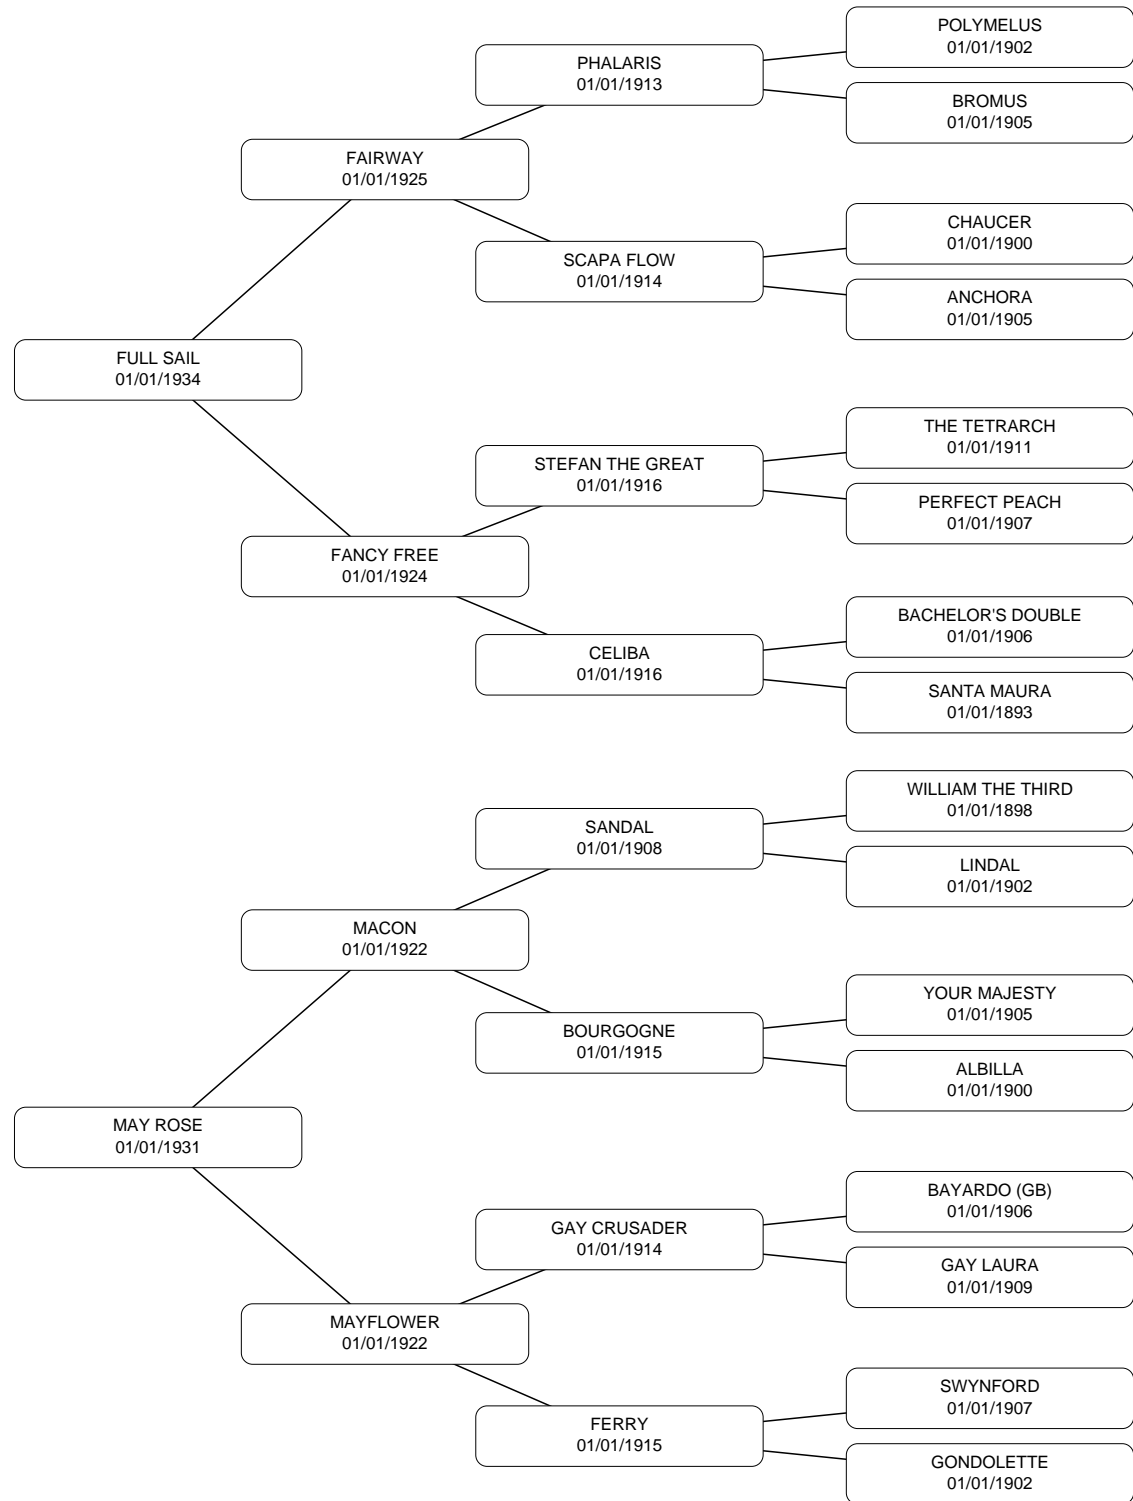 POLYMELUS
01/01/1902
PHALARIS
01/01/1913
BROMUS
01/01/1905
FAIRWAY
01/01/1925
CHAUCER
01/01/1900
SCAPA FLOW
01/01/1914
ANCHORA
01/01/1905
FULL SAIL
01/01/1934
THE TETRARCH
01/01/1911
STEFAN THE GREAT
01/01/1916
PERFECT PEACH
01/01/1907
FANCY FREE
01/01/1924
BACHELOR'S DOUBLE
01/01/1906
CELIBA
01/01/1916
SANTA MAURA
01/01/1893
WILLIAM THE THIRD
01/01/1898
SANDAL
01/01/1908
LINDAL
01/01/1902
MACON
01/01/1922
YOUR MAJESTY
01/01/1905
BOURGOGNE
01/01/1915
ALBILLA
01/01/1900
MAY ROSE
01/01/1931
BAYARDO (GB)
01/01/1906
GAY CRUSADER
01/01/1914
GAY LAURA
01/01/1909
MAYFLOWER
01/01/1922
SWYNFORD
01/01/1907
FERRY
01/01/1915
GONDOLETTE
01/01/1902